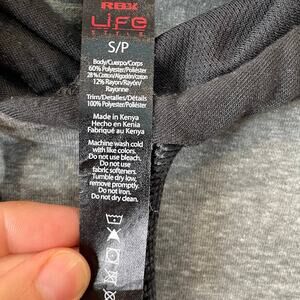 RBX
LIFE
STYLE
S/P
Body/Cuerpo/Corps
60% Polyester/Poliéster
28% Cotton/Algodón/coton
12% Rayon/Rayón/
Rayonne
Trim/Detalles/Détails
100% Polyester/Poliéster
Made in Kenya
Hecho en Kenia
Fabriqué au Kenya
Machine wash cold
with like colors.
Do not use bleach.
Do not use
fabric softeners.
Tumble dry low,
remove promptly.
Do not iron.
Do not dry clean.